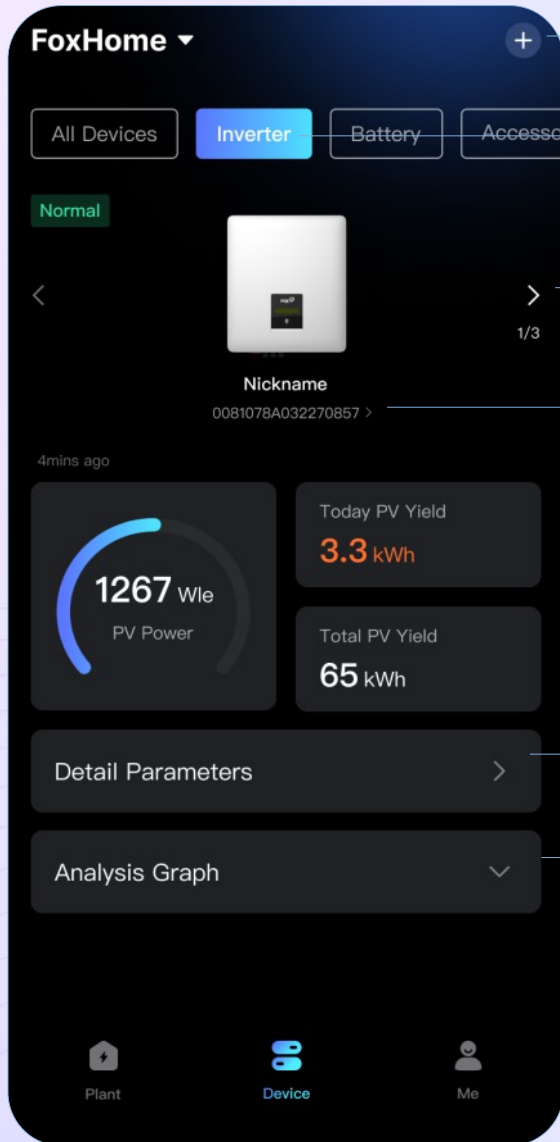 FoxHome
All Devices
Inverter
Battery
Accesso
Normal
1/3
Nickname
0081078A032270857 >
4mins ago
1267 Wle
PV Power
Today PV Yield
3.3 kWh
Total PV Yield
65 kWh
Detail Parameters
Analysis Graph
Plant
Device
Me